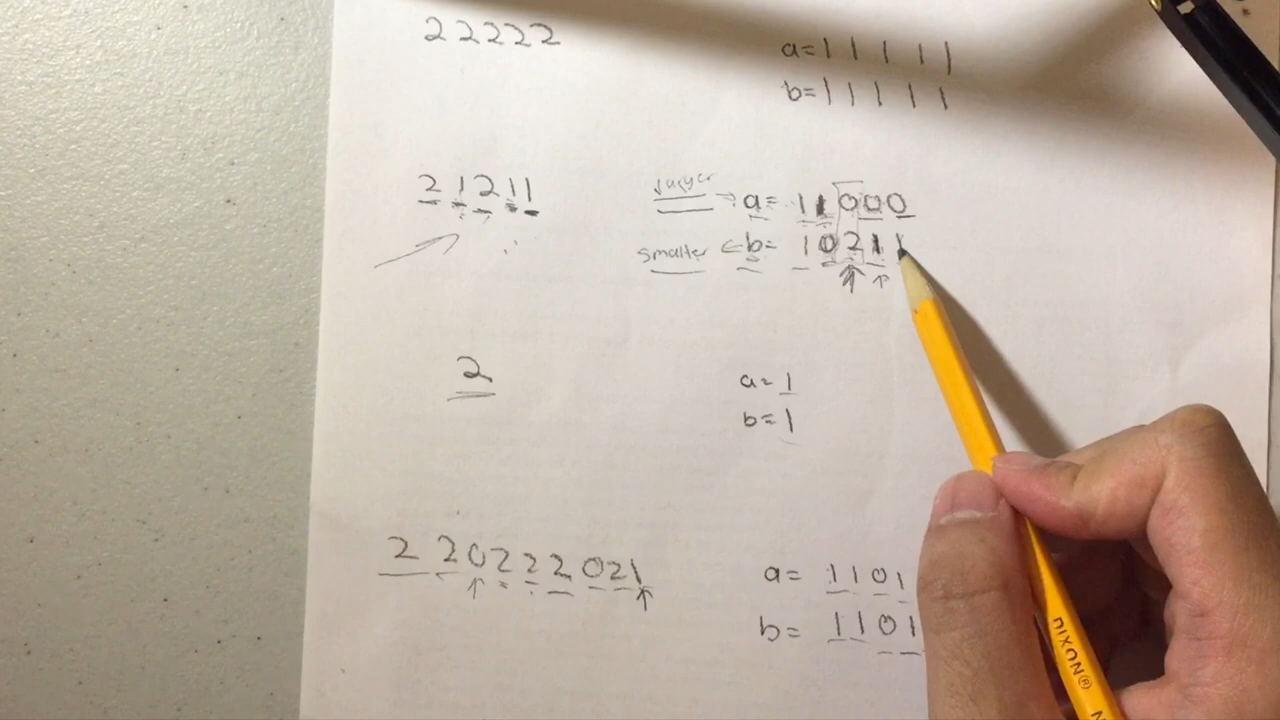 22222
a=11111
b=11111
21211
larger → a= 11000
smaller ← b= 10211
2
a= 1
b= 1
220222021
a= 1101
b= 1101
DIXON®